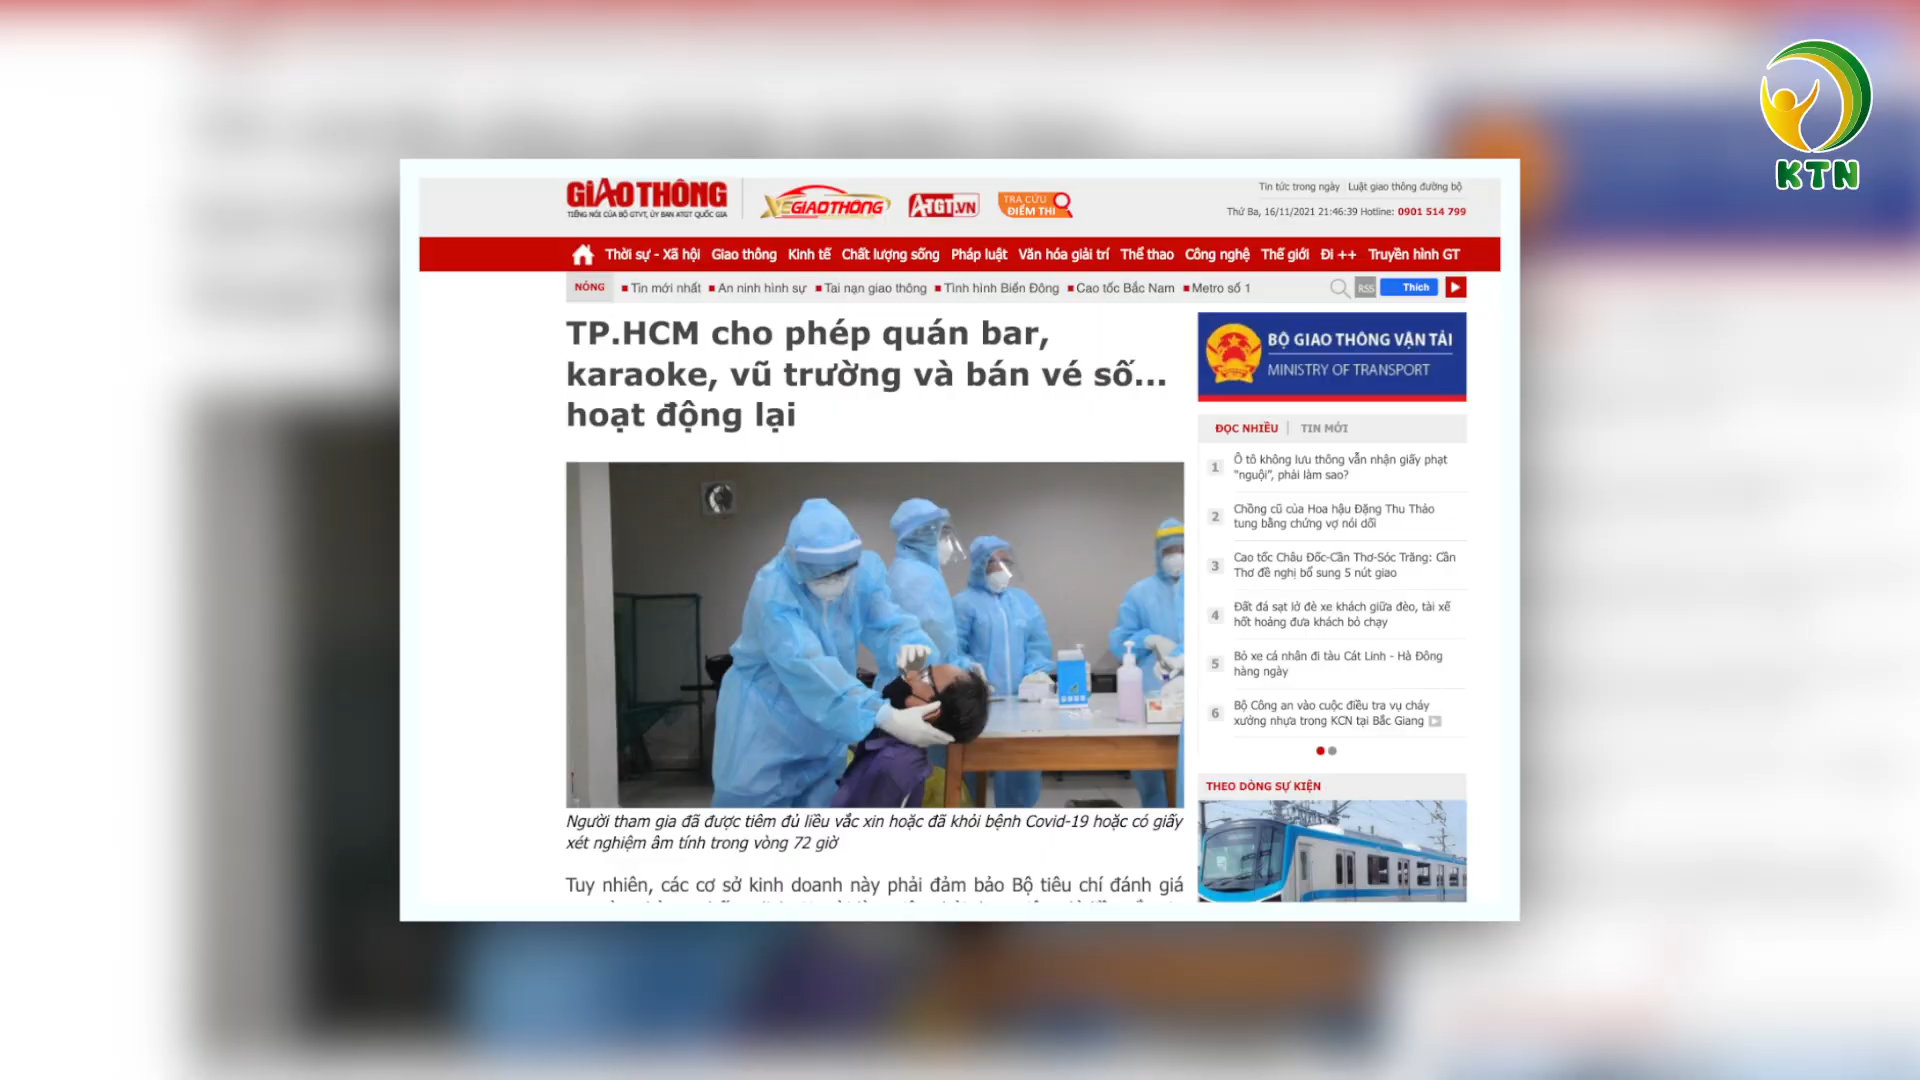 KTN
GIAO THÔNG
TIẾNG NÓI CỦA BỘ GTVT, ỦY BAN ATGT QUỐC GIA
XEGIAOTHÔNG
ATGT.VN
TRA CỨU
ĐIỂM THI
Tin tức trong ngày Luật giao thông đường bộ
Thứ Ba, 16/11/2021 21:46:39 Hotline: 0901 514 799
Thời sự - Xã hội Giao thông Kinh tế Chất lượng sống Pháp luật Văn hóa giải trí Thể thao Công nghệ Thế giới Đi ++ Truyền hình GT
NÓNG Tin mới nhất An ninh hình sự Tai nạn giao thông Tình hình Biển Đông Cao tốc Bắc Nam Metro số 1 RSS Thích
TP.HCM cho phép quán bar,
karaoke, vũ trường và bán vé số...
hoạt động lại
Người tham gia đã được tiêm đủ liều vắc xin hoặc đã khỏi bệnh Covid-19 hoặc có giấy
xét nghiệm âm tính trong vòng 72 giờ
Tuy nhiên, các cơ sở kinh doanh này phải đảm bảo Bộ tiêu chí đánh giá
BỘ GIAO THÔNG VẬN TẢI
MINISTRY OF TRANSPORT
ĐỌC NHIỀU TIN MỚI
1 Ô tô không lưu thông vẫn nhận giấy phạt
"nguội", phải làm sao?
2 Chồng cũ của Hoa hậu Đặng Thu Thảo
tung bằng chứng vợ nói dối
3 Cao tốc Châu Đốc-Cần Thơ-Sóc Trăng: Cần
Thơ đề nghị bổ sung 5 nút giao
4 Đất đá sạt lở đè xe khách giữa đèo, tài xế
hốt hoảng đưa khách bỏ chạy
5 Bỏ xe cá nhân đi tàu Cát Linh - Hà Đông
hàng ngày
6 Bộ Công an vào cuộc điều tra vụ cháy
xưởng nhựa trong KCN tại Bắc Giang
THEO DÒNG SỰ KIỆN